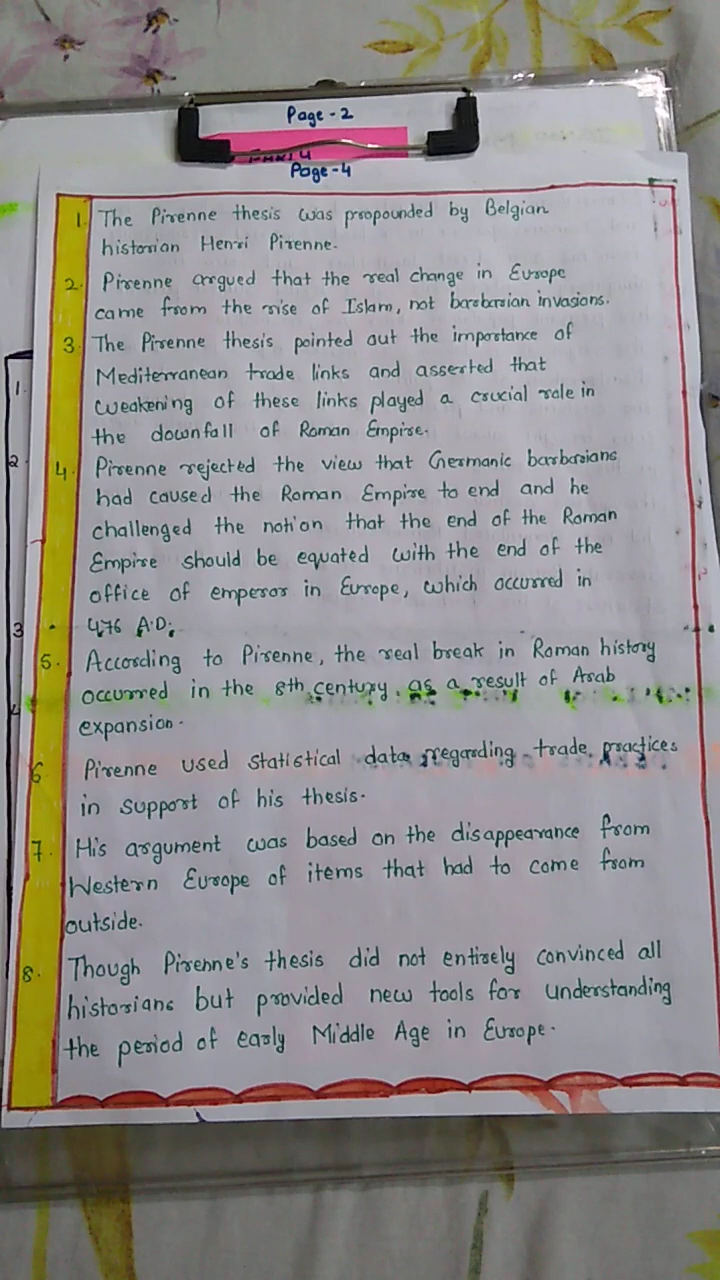 Page-2
Page-4
1. The Pirenne thesis was propounded by Belgian
historian Henri Pirenne.
2. Pirenne argued that the real change in Europe
came from the rise of Islam, not barbarian invasions.
3. The Pirenne thesis pointed out the importance of
Mediterranean trade links and asserted that
weakening of these links played a crucial role in
the downfall of Roman Empire.
4. Pirenne rejected the view that Germanic barbarians
had caused the Roman Empire to end and he
challenged the notion that the end of the Roman
Empire should be equated with the end of the
office of emperor in Europe, which occurred in
476 A.D.
5. According to Pirenne, the real break in Roman history
occurred in the 8th century as a result of Arab
expansion.
6 Pirenne used statistical data regarding trade practices
in support of his thesis.
7. His argument was based on the disappearance from
Western Europe of items that had to come from
outside.
8. Though Pirenne's thesis did not entirely convinced all
historians but provided new tools for understanding
the period of early Middle Age in Europe.
1.
2.
3
4